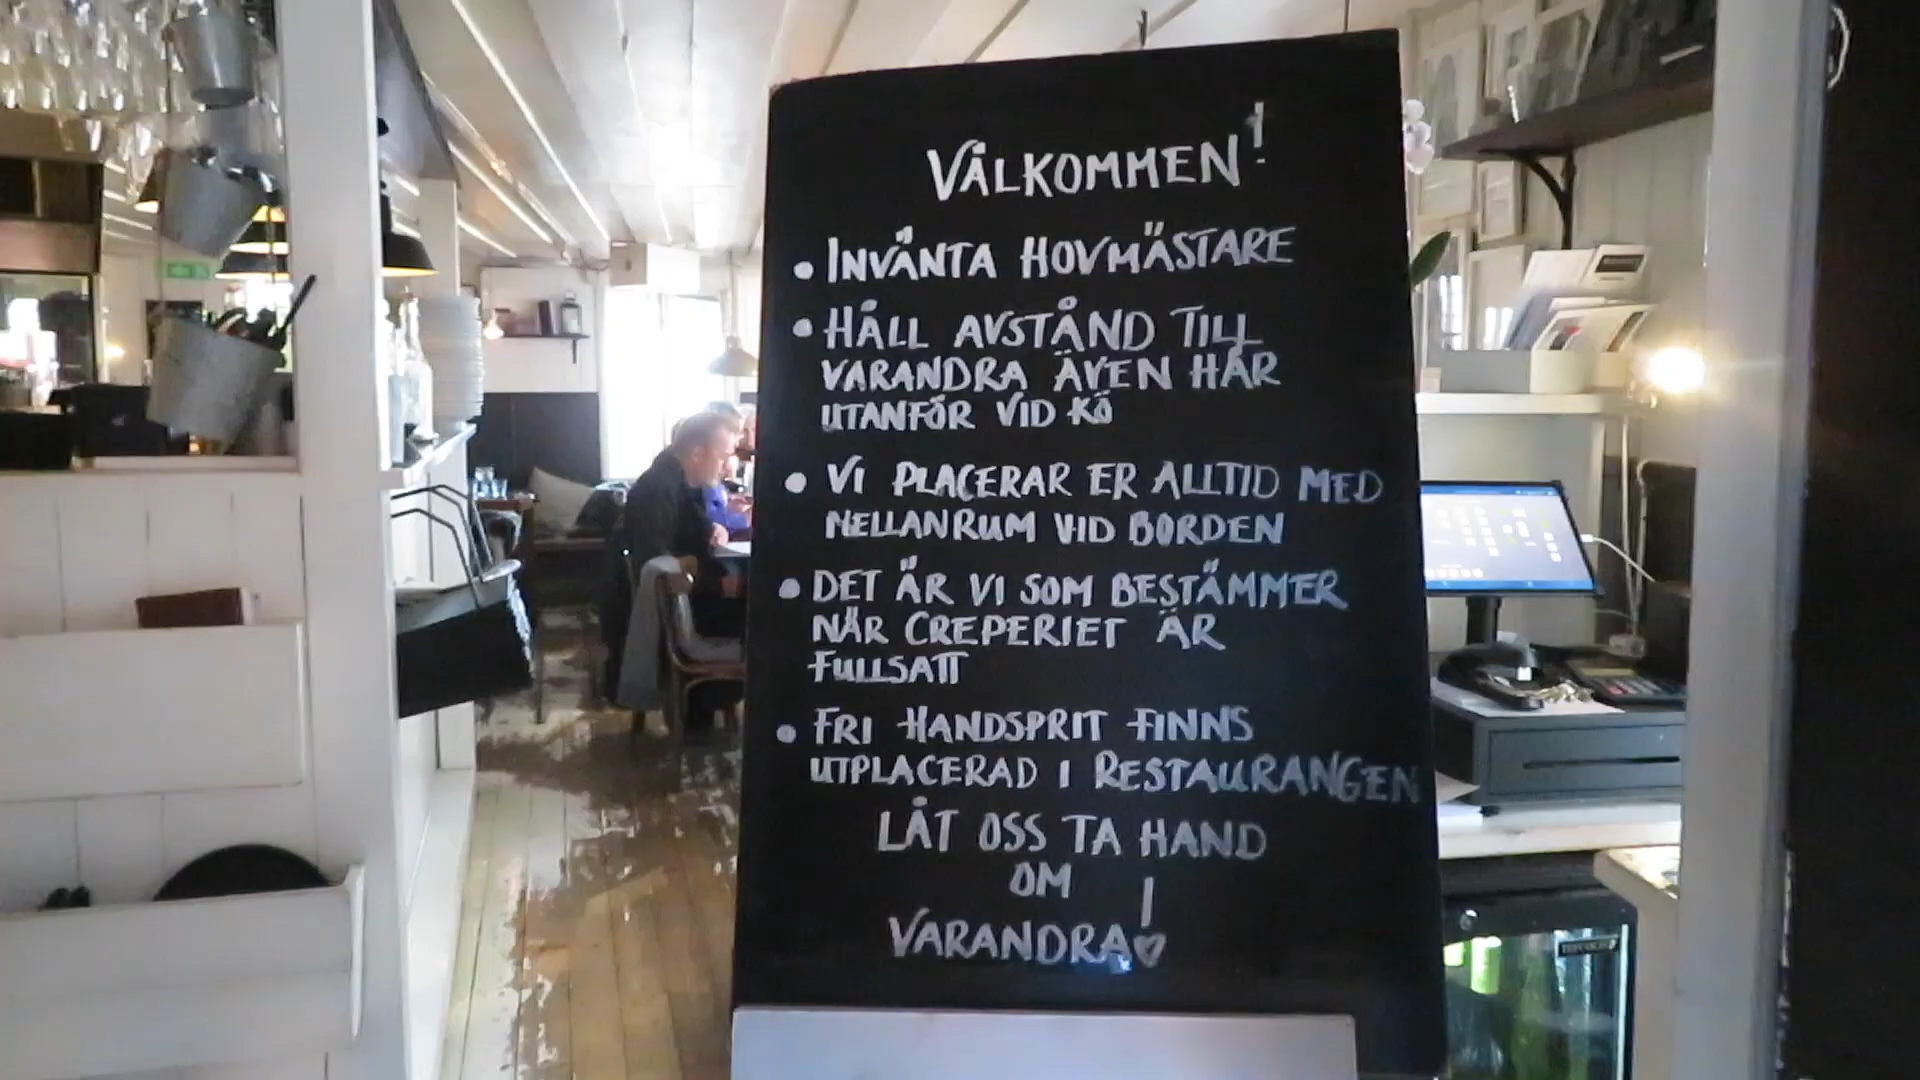 VÄLKOMMEN!
• INVÄNTA HOVMÄSTARE
• HÅLL AVSTÅND TILL
VARANDRA ÄVEN HÄR
UTANFÖR VID KÖ
• VI PLACERAR ER ALLTID MED
MELLANRUM VID BORDEN
• DET ÄR VI SOM BESTÄMMER
NÄR CREPERIET ÄR
FULLSATT
• FRI HANDSPRIT FINNS
UTPLACERAD I RESTAURANGEN
LÅT OSS TA HAND
OM
VARANDRA!♡